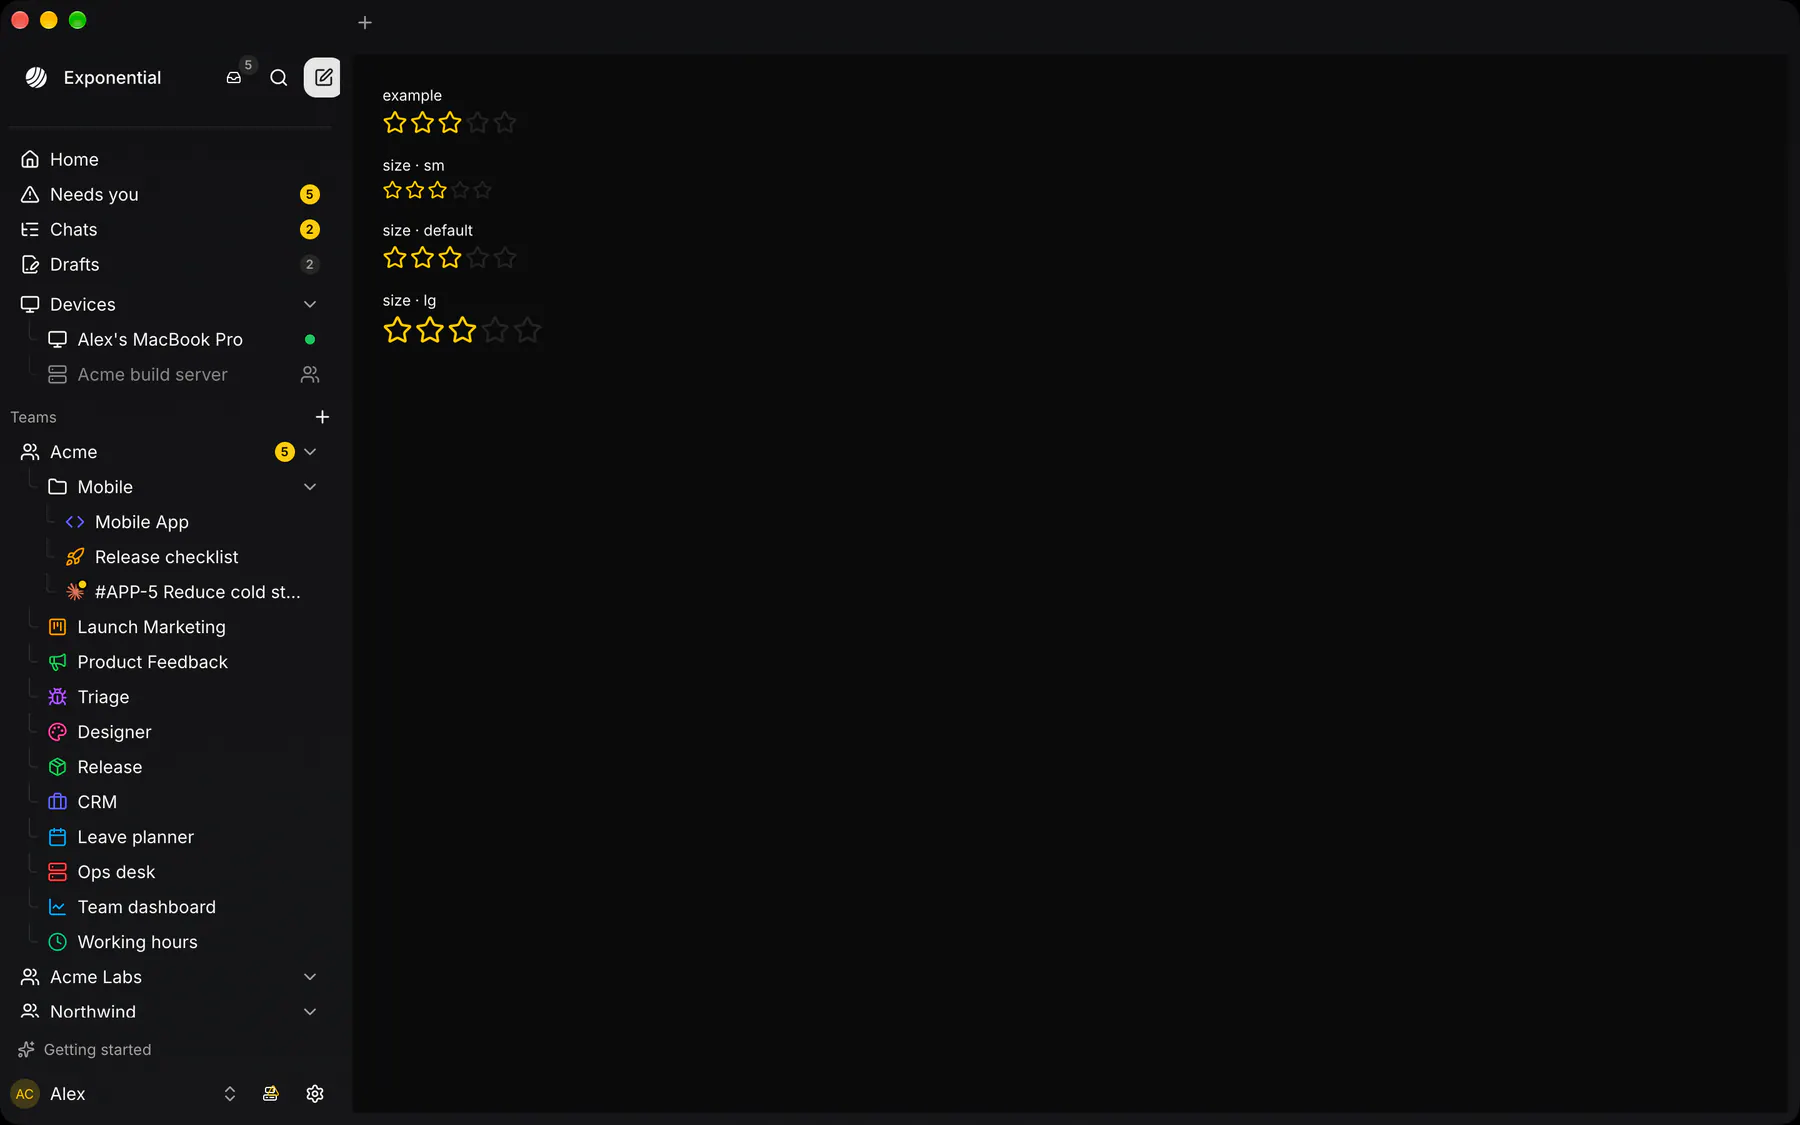 Exponential
5
Home
Needs you
5
Chats
2
Drafts
2
Devices
Alex's MacBook Pro
Acme build server
Teams
Acme
5
Mobile
Mobile App
Release checklist
#APP-5 Reduce cold st...
Launch Marketing
Product Feedback
Triage
Designer
Release
CRM
Leave planner
Ops desk
Team dashboard
Working hours
Acme Labs
Northwind
Getting started
AC
Alex
example
size · sm
size · default
size · lg